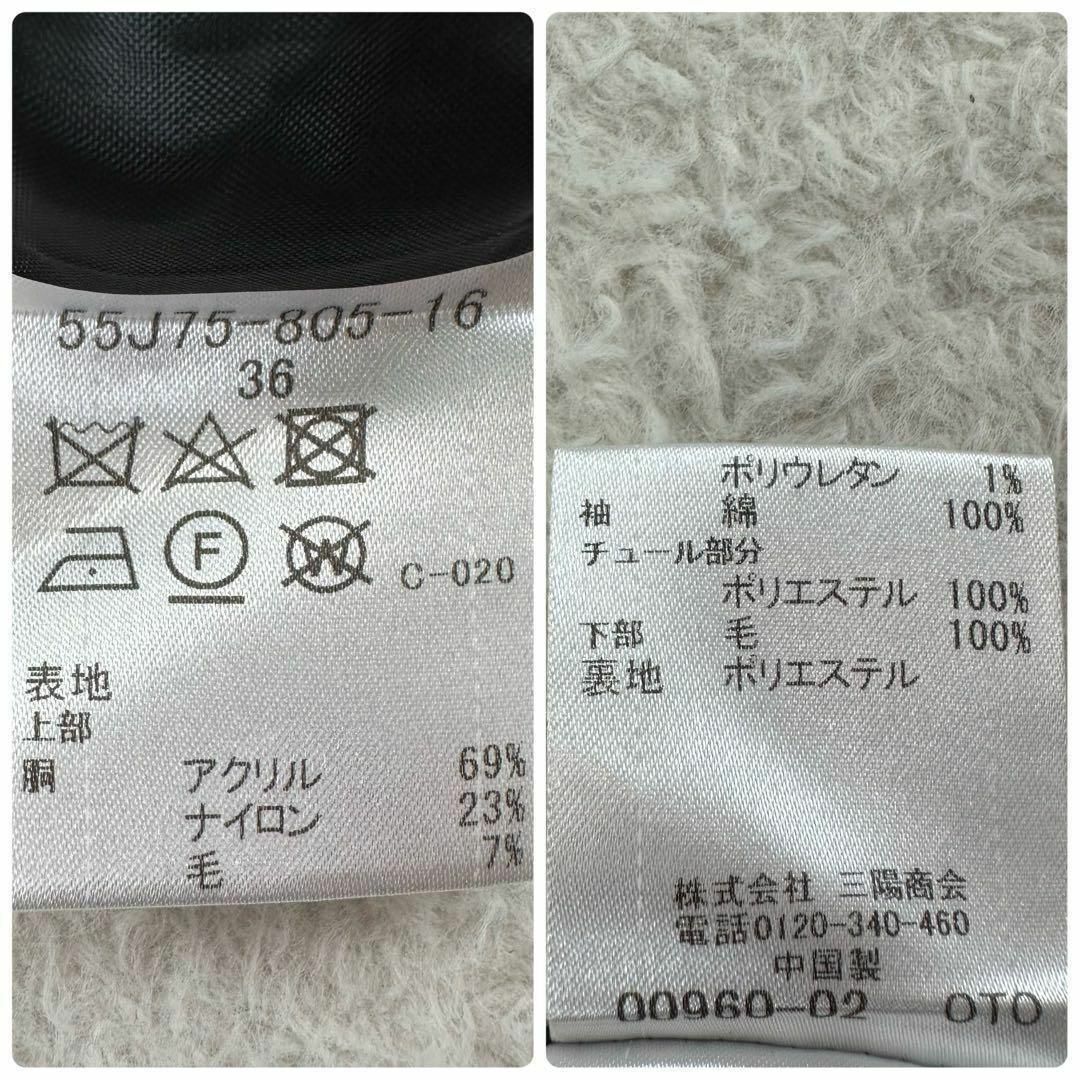 55J75-805-16
36
F W C-020
表地
上部
胴 アクリル 69%
ナイロン 23%
毛 7%
ポリウレタン 1%
袖 綿 100%
チュール部分
ポリエステル 100%
下部 毛 100%
裏地 ポリエステル
株式会社 三陽商会
電話0120-340-460
中国製
00960-02 OTO